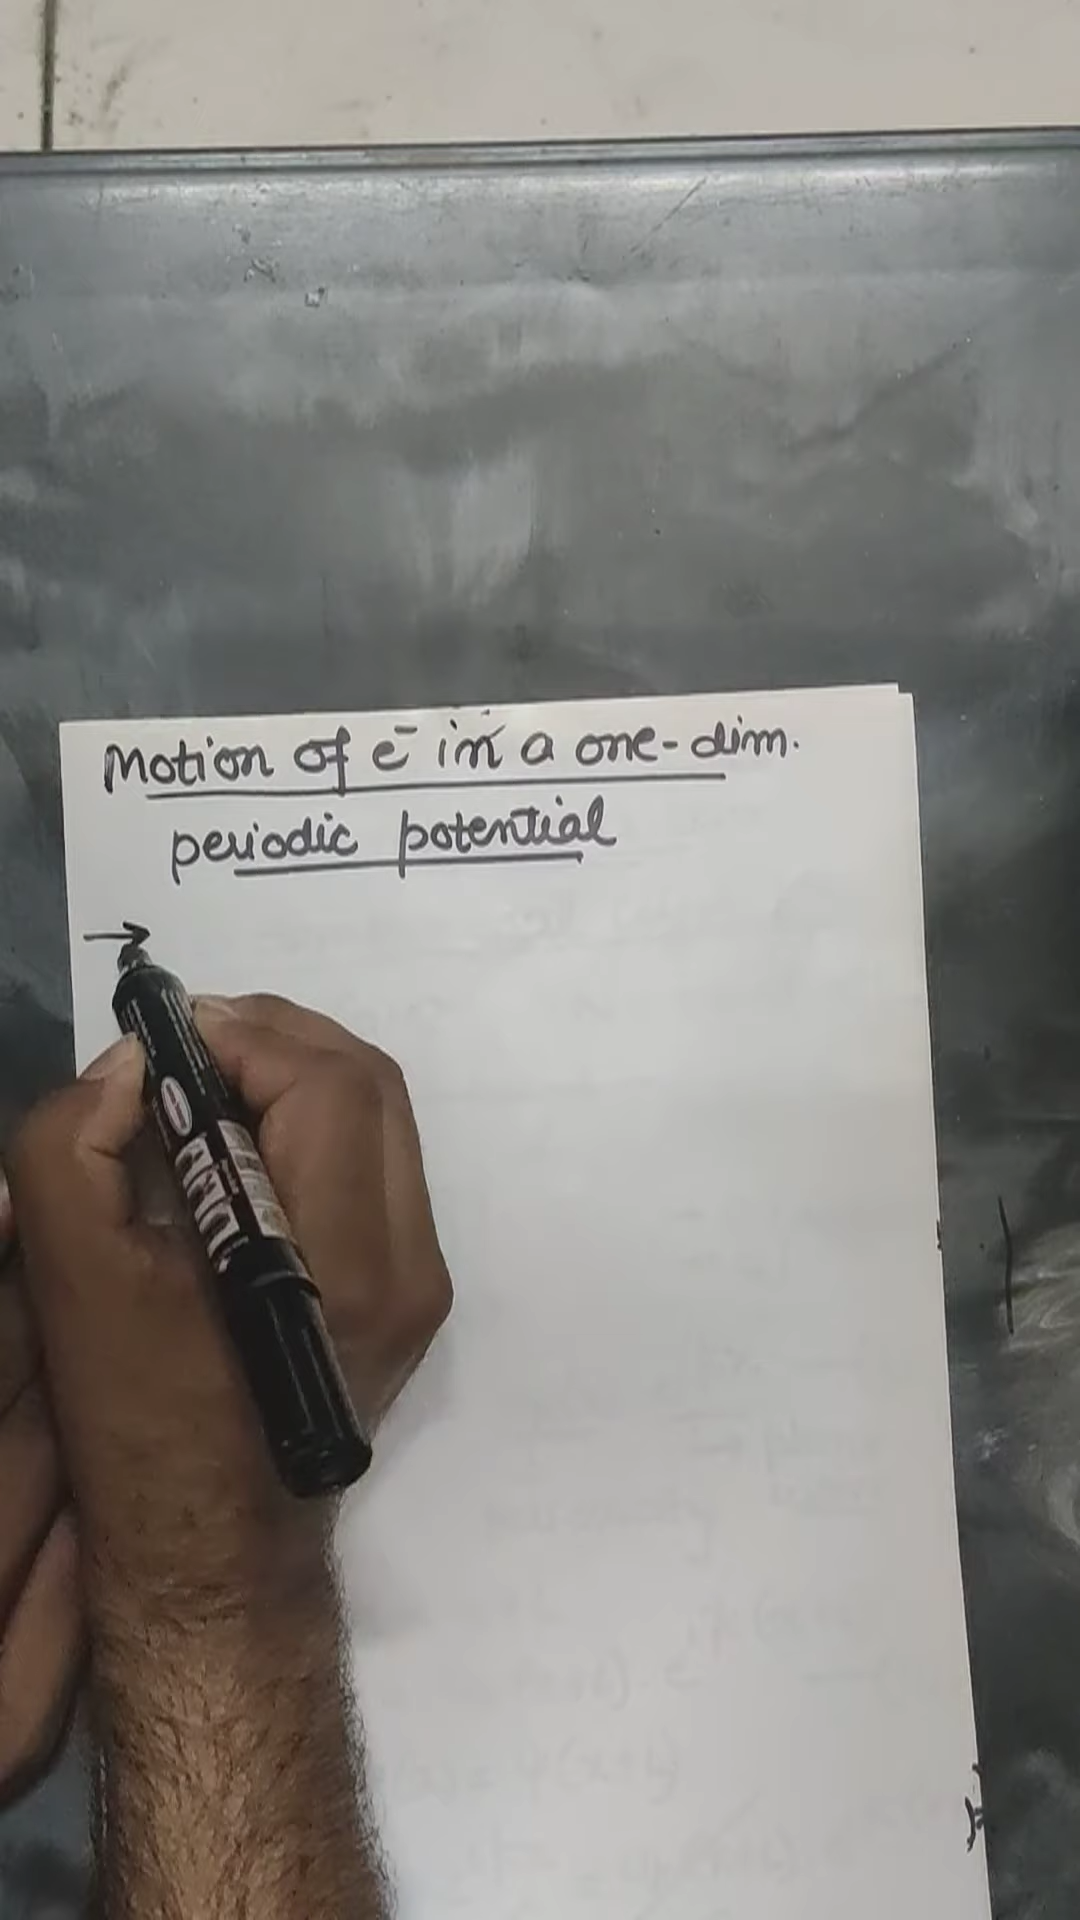 Motion of e⁻ in a one-dim.
periodic potential
→